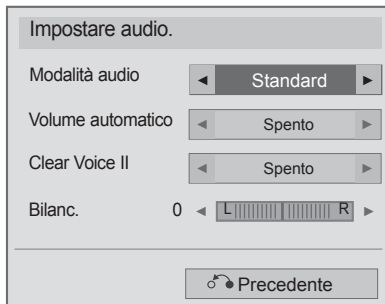 Impostare audio.
Modalità audio ◄ Standard ►
Volume automatico ◄ Spento ►
Clear Voice II ◄ Spento ►
Bilanc. 0 ◄ L R ►
Precedente